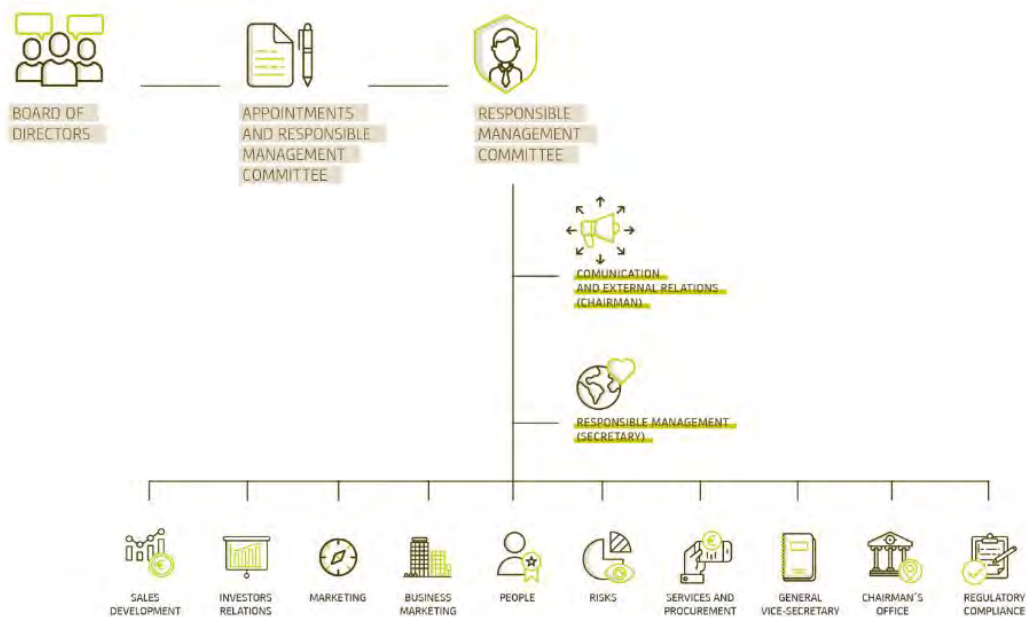 BOARD OF
DIRECTORS
APPOINTMENTS
AND RESPONSIBLE
MANAGEMENT
COMMITTEE
RESPONSIBLE
MANAGEMENT
COMMITTEE
COMUNICATION
AND EXTERNAL RELATIONS
(CHAIRMAN)
RESPONSIBLE MANAGEMENT
(SECRETARY)
SALES
DEVELOPMENT
INVESTORS
RELATIONS
MARKETING
BUSINESS
MARKETING
PEOPLE
RISKS
SERVICES AND
PROCUREMENT
GENERAL
VICE-SECRETARY
CHAIRMAN´S
OFFICE
REGULATORY
COMPLIANCE